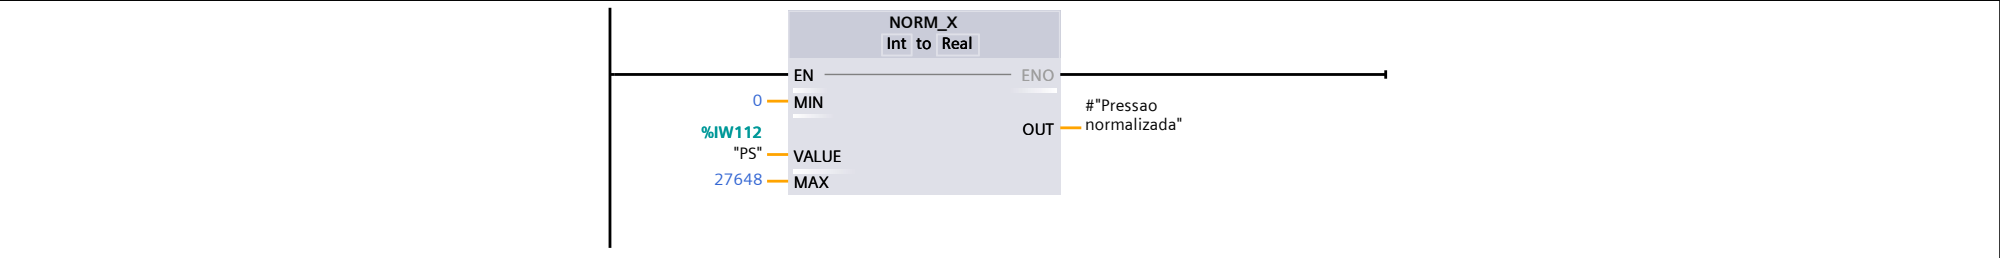 NORM_X
Int to Real
EN
ENO
0
MIN
#"Pressao
normalizada"
OUT
%IW112
"PS"
VALUE
27648
MAX